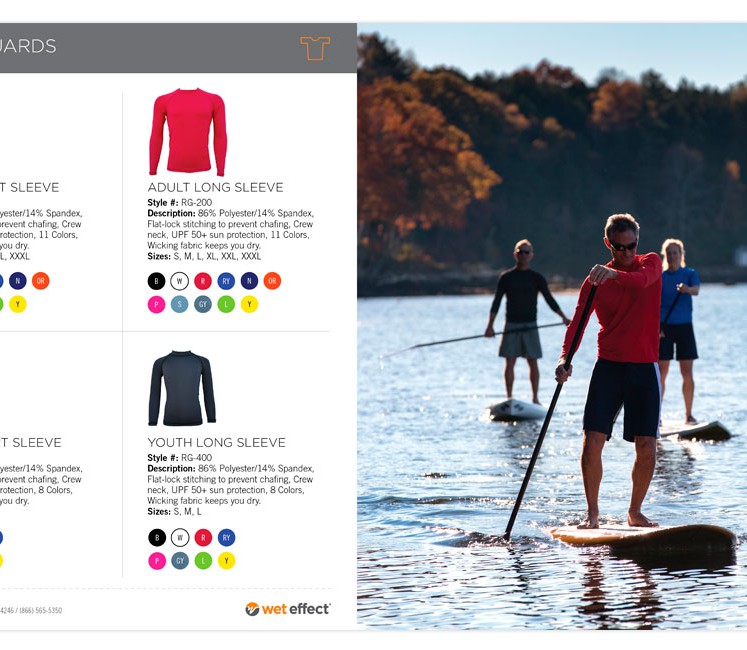 UARDS
T SLEEVE
yester/14% Spandex,
prevent chafing, Crew
rotection, 11 Colors,
you dry.
L, XXXL
N OR
Y
ADULT LONG SLEEVE
Style #: RG-200
Description: 86% Polyester/14% Spandex,
Flat-lock stitching to prevent chafing, Crew
neck, UPF 50+ sun protection, 11 Colors,
Wicking fabric keeps you dry.
Sizes: S, M, L, XL, XXL, XXXL
B W R RY N OR
P S GY L Y
T SLEEVE
yester/14% Spandex,
revent chafing, Crew
rotection, 8 Colors,
you dry.
YOUTH LONG SLEEVE
Style #: RG-400
Description: 86% Polyester/14% Spandex,
Flat-lock stitching to prevent chafing, Crew
neck, UPF 50+ sun protection, 8 Colors,
Wicking fabric keeps you dry.
Sizes: S, M, L
B W R RY
P GY L Y
4246 / (866) 565-5350
wet effect